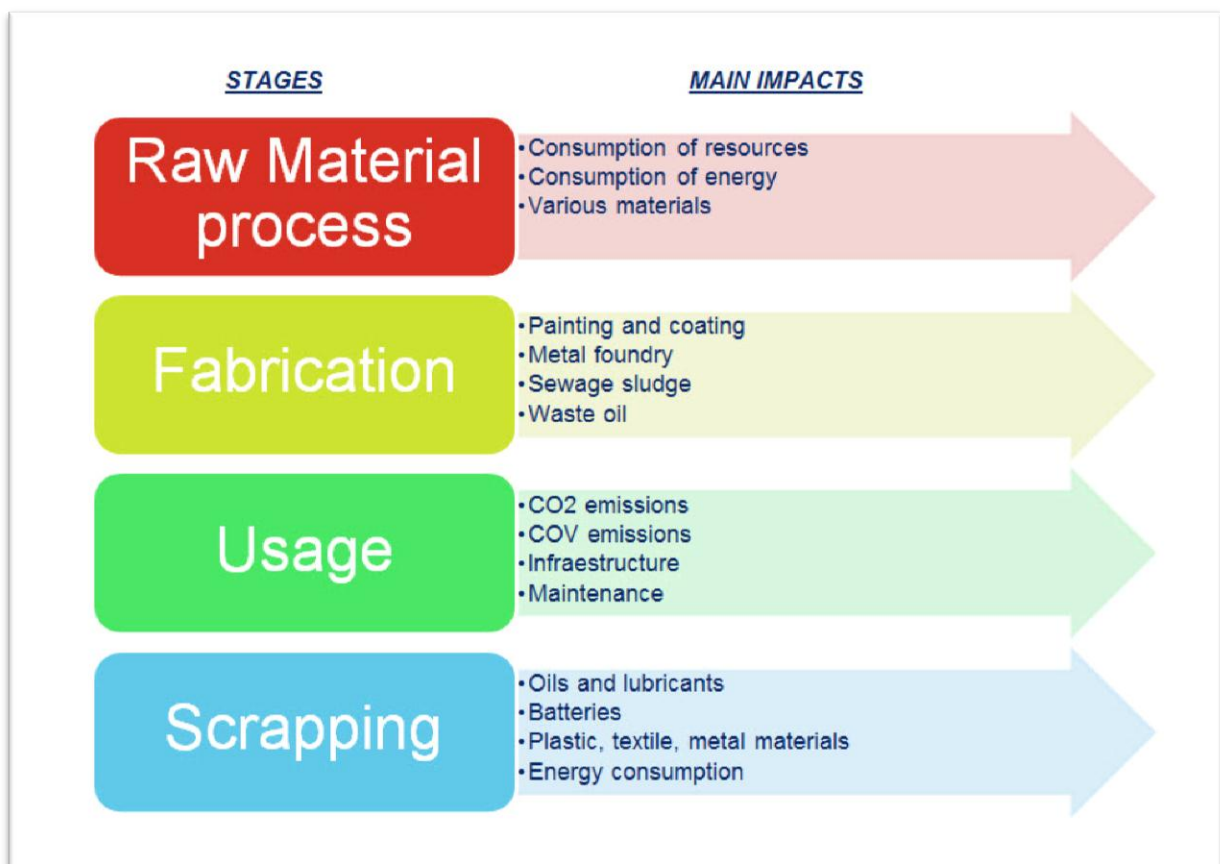 STAGES
MAIN IMPACTS
Raw Material
process
•Consumption of resources
•Consumption of energy
•Various materials
Fabrication
•Painting and coating
•Metal foundry
•Sewage sludge
•Waste oil
Usage
•CO2 emissions
•COV emissions
•Infraestructure
•Maintenance
Scrapping
•Oils and lubricants
•Batteries
•Plastic, textile, metal materials
•Energy consumption